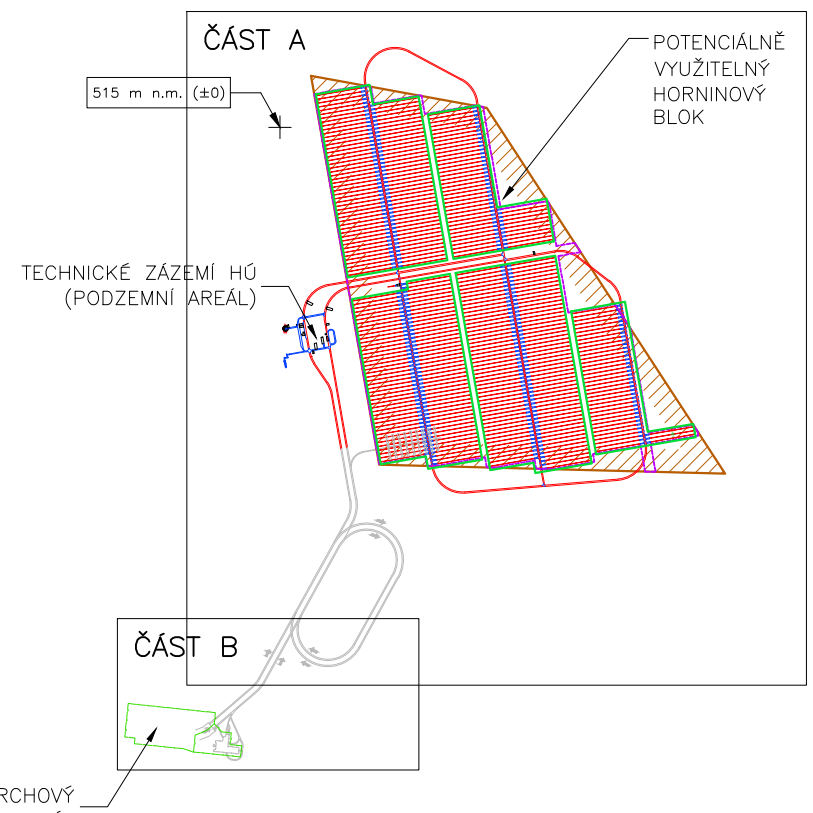 ČÁST A
POTENCIÁLNĚ
VYUŽITELNÝ
HORNINOVÝ
BLOK
515 m n.m. (±0)
TECHNICKÉ ZÁZEMÍ HÚ
(PODZEMNÍ AREÁL)
ČÁST B
RCHOVÝ